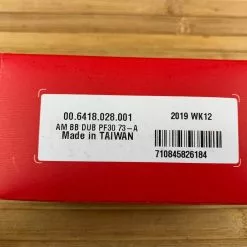 00.6418.028.001
2019 WK12
AM BB DUB PF30 73-A
Made in TAIWAN
710845826184